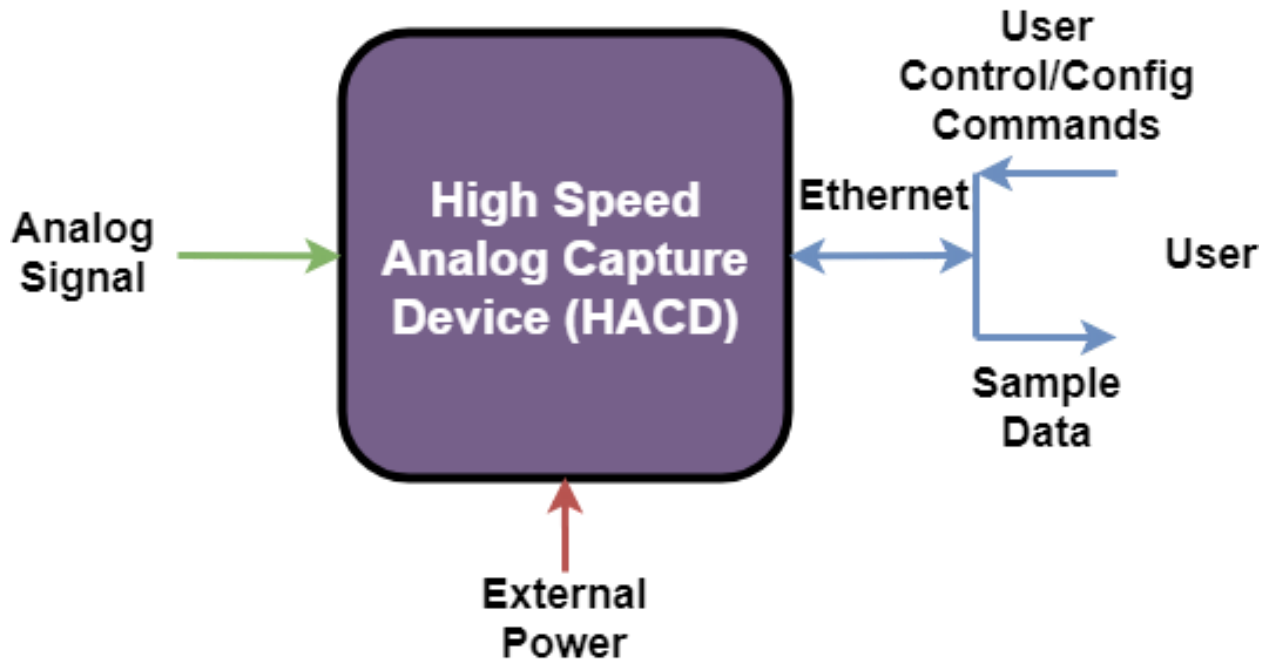 User
Control/Config
Commands
High Speed
Analog Capture
Device (HACD)
Ethernet
Analog
Signal
User
Sample
Data
External
Power